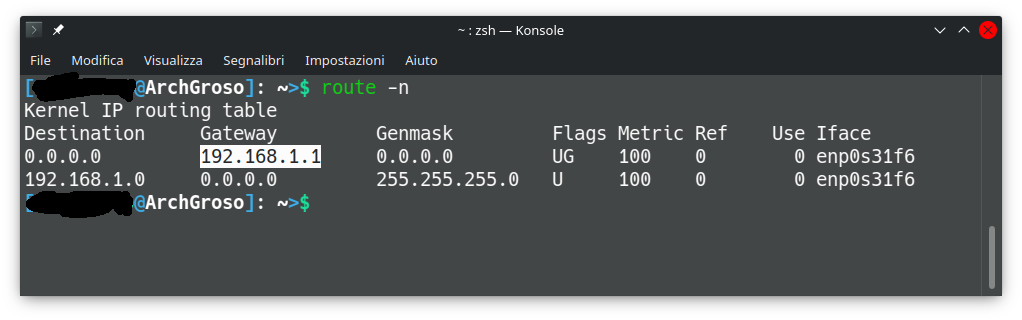 ~ : zsh — Konsole
File Modifica Visualizza Segnalibri Impostazioni Aiuto
[@ArchGroso]: ~>$ route -n
Kernel IP routing table
Destination Gateway Genmask Flags Metric Ref Use Iface
0.0.0.0 192.168.1.1 0.0.0.0 UG 100 0 0 enp0s31f6
192.168.1.0 0.0.0.0 255.255.255.0 U 100 0 0 enp0s31f6
[@ArchGroso]: ~>$